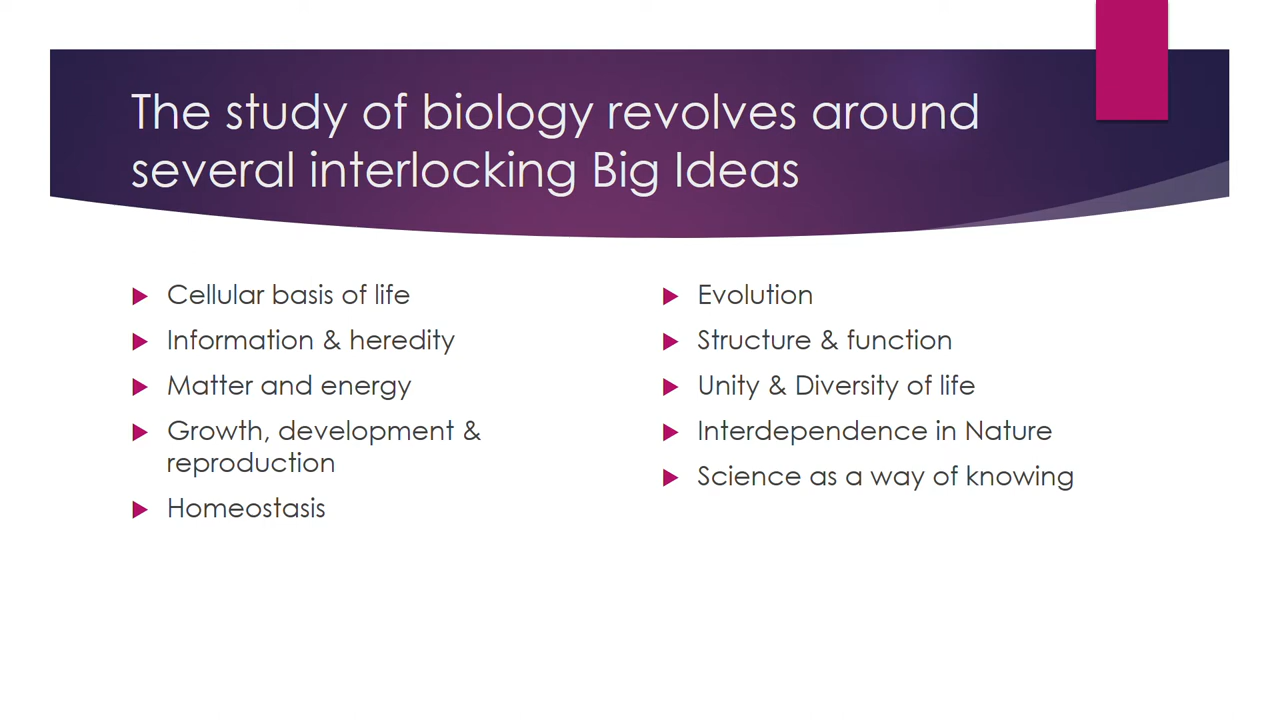 The study of biology revolves around
several interlocking Big Ideas
Cellular basis of life
Information & heredity
Matter and energy
Growth, development &
reproduction
Homeostasis
Evolution
Structure & function
Unity & Diversity of life
Interdependence in Nature
Science as a way of knowing